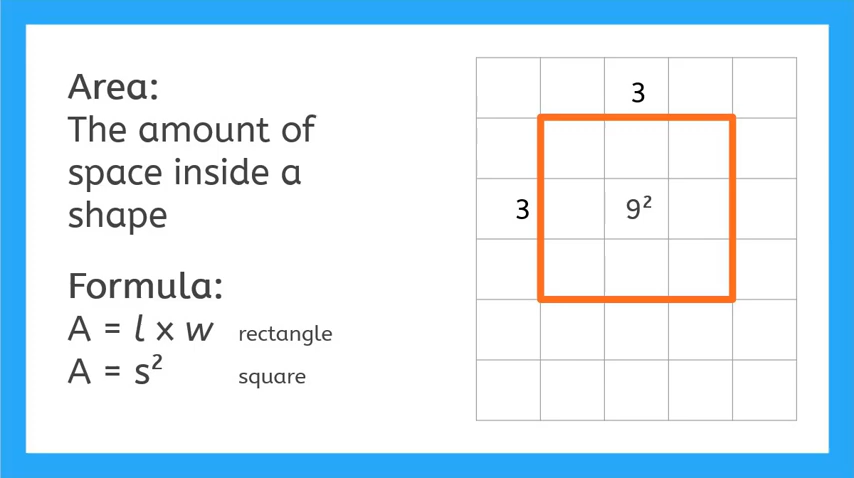 Area:
The amount of
space inside a
shape
Formula:
A = l x w rectangle
A = s² square
3
3
9²